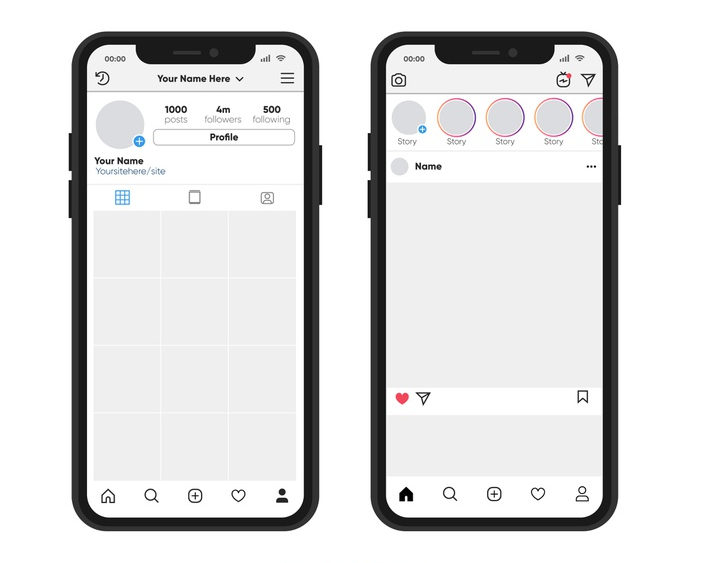 00:00
Your Name Here
1000 4m 500
posts followers following
Profile
Your Name
Yoursitehere/site
00:00
Story Story Story Story Sto
Name